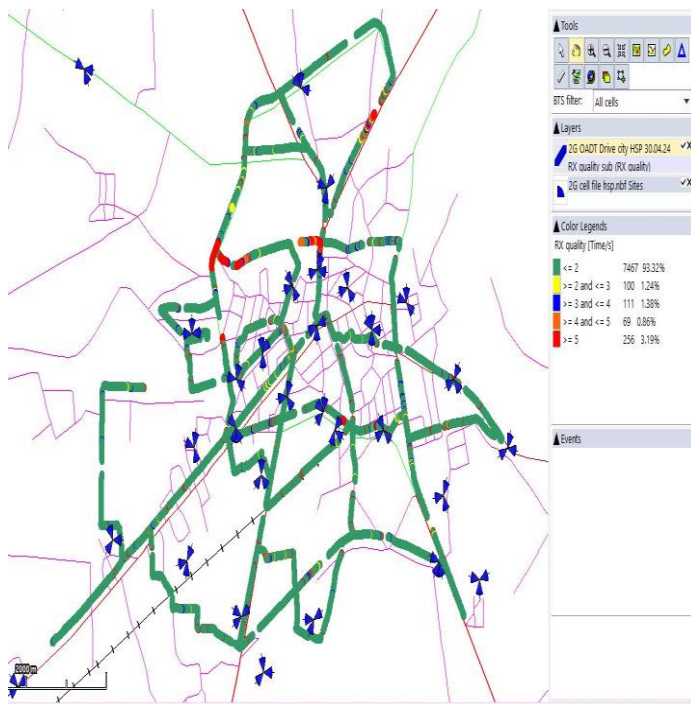 Tools
BTS filter: All cells
Layers
2G OADT Drive city HSP 30.04.24
RX quality sub (RX quality)
2G cell file hsp.nbf Sites
Color Legends
RX quality [Time/s]
<= 2 7467 93.32%
>= 2 and <= 3 100 1.24%
>= 3 and <= 4 111 1.38%
>= 4 and <= 5 69 0.86%
>= 5 256 3.19%
Events
2000 m